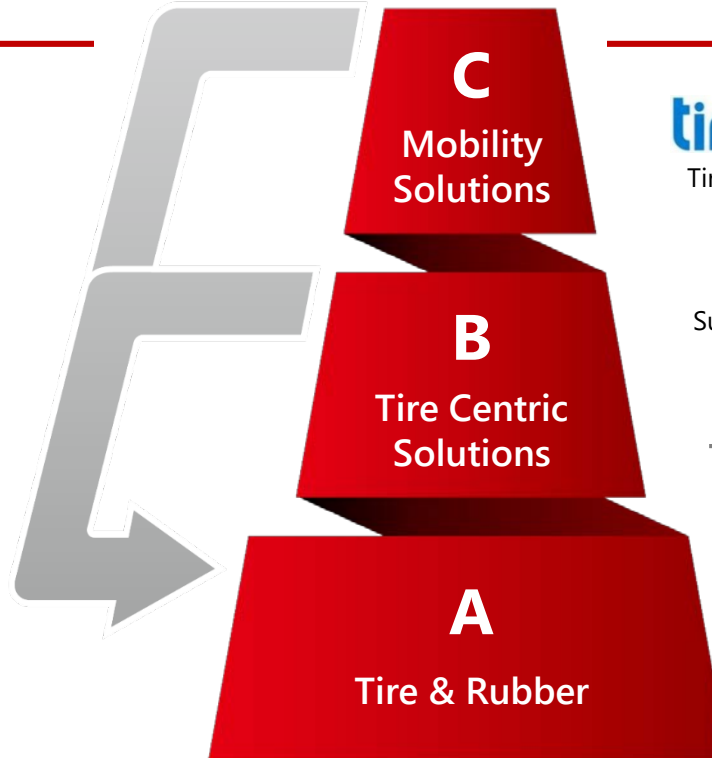 C
Mobility
Solutions
B
Tire Centric
Solutions
A
Tire & Rubber